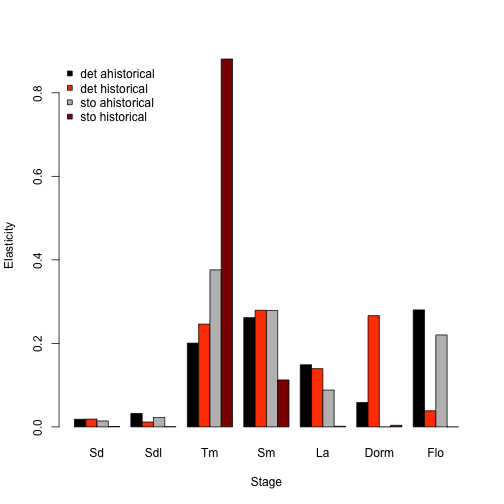 det ahistorical
det historical
sto ahistorical
sto historical
Elasticity
0.8
0.6
0.4
0.2
0.0
Sd Sdl Tm Sm La Dorm Flo
Stage